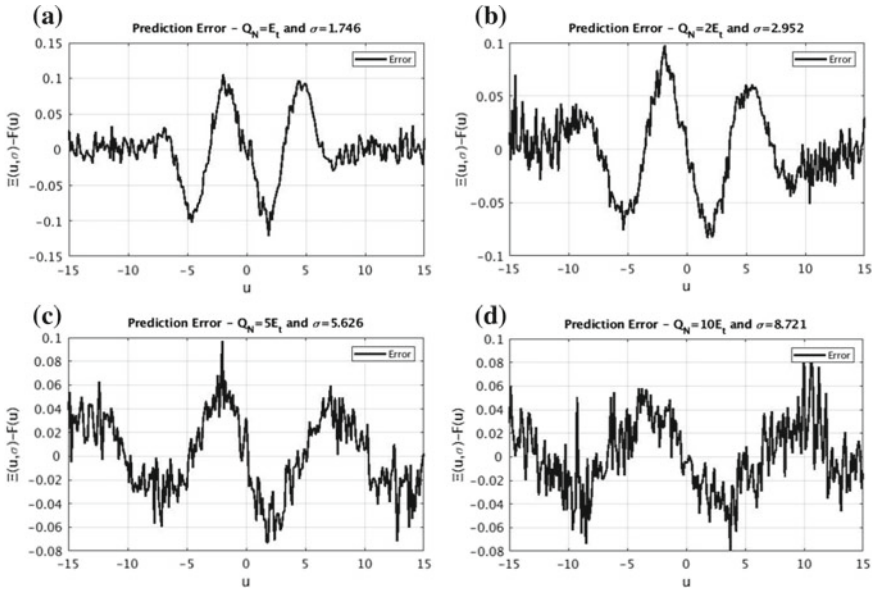 (a)
Prediction Error – Q_N=E_t and σ=1.746
Error
Ξ(u,σ)–F(u)
0.15
0.1
0.05
0
−0.05
−0.1
−0.15
−15 −10 −5 0 5 10 15
u
(b)
Prediction Error – Q_N=2E_t and σ=2.952
Error
Ξ(u,σ)–F(u)
0.1
0.05
0
−0.05
−0.1
−15 −10 −5 0 5 10 15
u
(c)
Prediction Error – Q_N=5E_t and σ=5.626
Error
Ξ(u,σ)–F(u)
0.1
0.08
0.06
0.04
0.02
0
−0.02
−0.04
−0.06
−0.08
−15 −10 −5 0 5 10 15
u
(d)
Prediction Error – Q_N=10E_t and σ=8.721
Error
Ξ(u,σ)–F(u)
0.1
0.08
0.06
0.04
0.02
0
−0.02
−0.04
−0.06
−0.08
−15 −10 −5 0 5 10 15
u